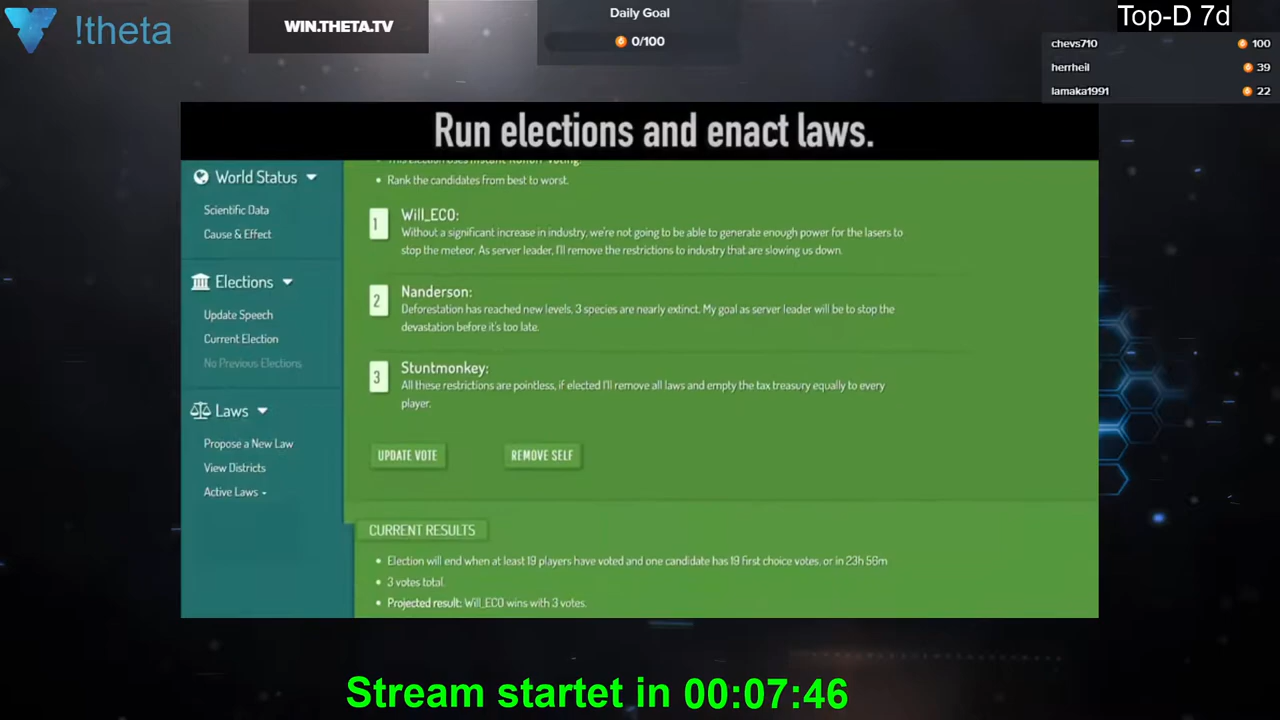 !theta
WIN.THETA.TV
Daily Goal
0/100
Top-D 7d
chevs710 100
herrheil 39
lamaka1991 22
Run elections and enact laws.
World Status
Scientific Data
Cause & Effect
Elections
Update Speech
Current Election
No Previous Elections
Laws
Propose a New Law
View Districts
Active Laws
This Election uses Instant Runoff Voting.
Rank the candidates from best to worst.
1
Will_ECO:
Without a significant increase in industry, we're not going to be able to generate enough power for the lasers to
stop the meteor. As server leader, I'll remove the restrictions to industry that are slowing us down.
2
Nanderson:
Deforestation has reached new levels, 3 species are nearly extinct. My goal as server leader will be to stop the
devastation before it's too late.
3
Stuntmonkey:
All these restrictions are pointless, if elected I'll remove all laws and empty the tax treasury equally to every
player.
UPDATE VOTE REMOVE SELF
CURRENT RESULTS
Election will end when at least 19 players have voted and one candidate has 19 first choice votes, or in 23h 56m
3 votes total.
Projected result: Will_ECO wins with 3 votes.
Stream startet in 00:07:46